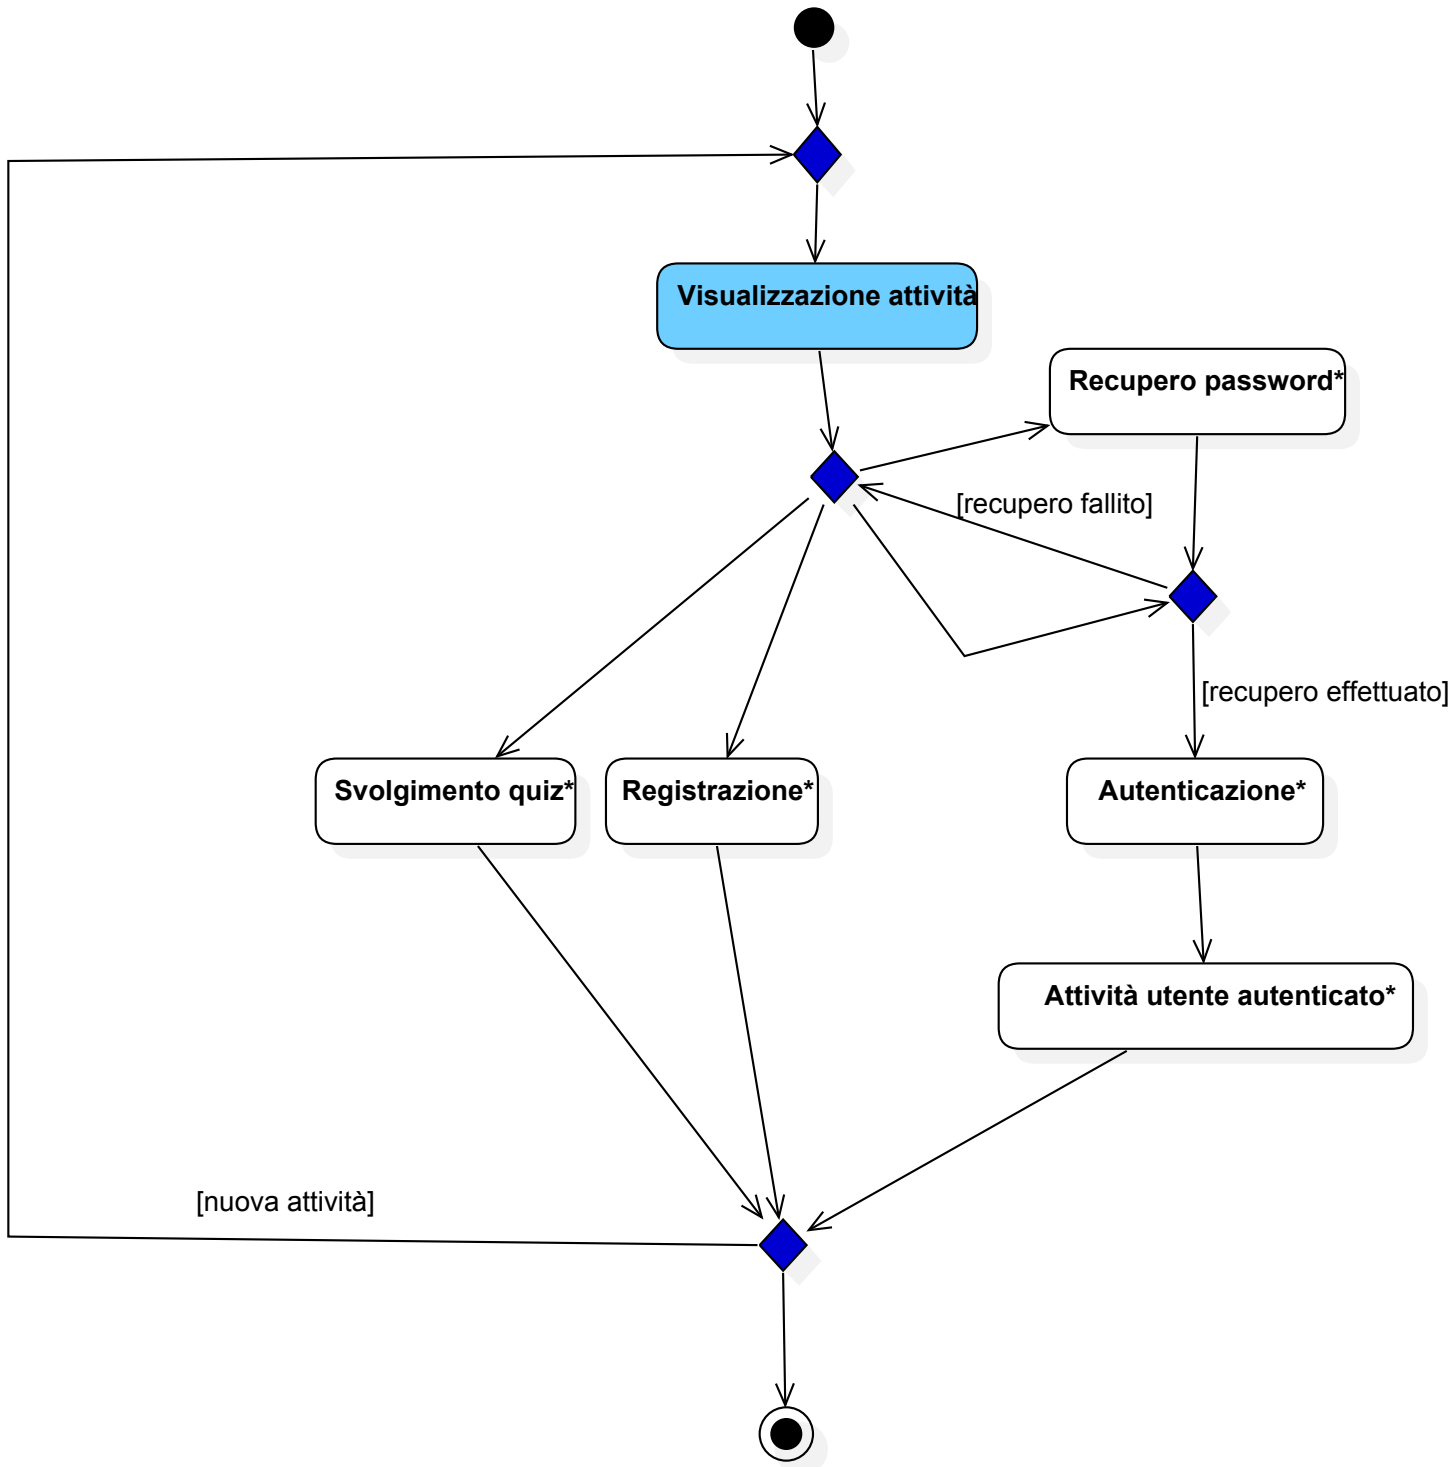 Visualizzazione attività
Recupero password*
[recupero fallito]
[recupero effettuato]
Svolgimento quiz*
Registrazione*
Autenticazione*
Attività utente autenticato*
[nuova attività]